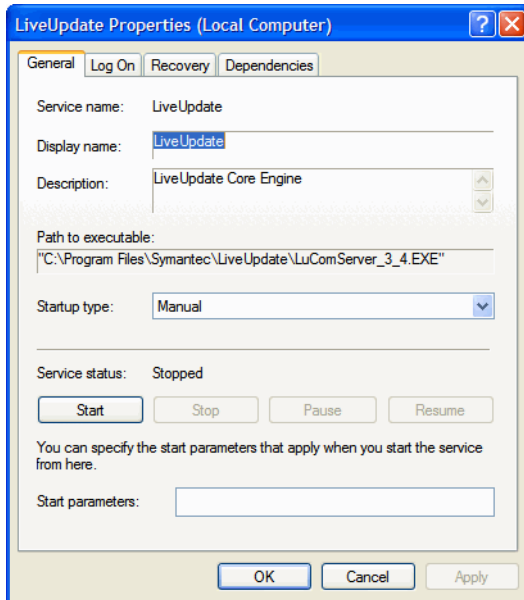 LiveUpdate Properties (Local Computer)
General Log On Recovery Dependencies
Service name: LiveUpdate
Display name: LiveUpdate
Description: LiveUpdate Core Engine
Path to executable:
"C:\Program Files\Symantec\LiveUpdate\LuComServer_3_4.EXE"
Startup type: Manual
Service status: Stopped
Start Stop Pause Resume
You can specify the start parameters that apply when you start the service
from here.
Start parameters:
OK Cancel Apply